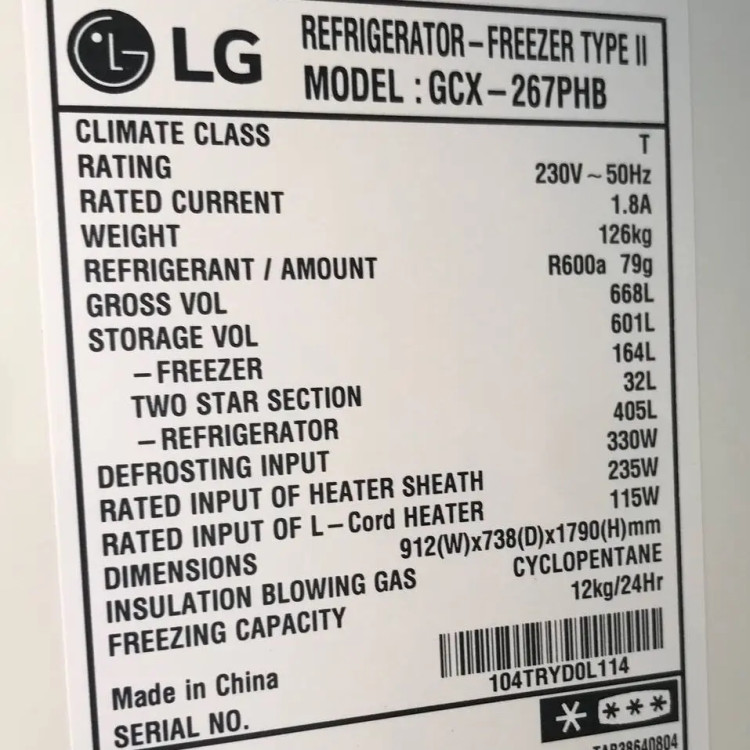 LG REFRIGERATOR-FREEZER TYPE II
MODEL : GCX-267PHB
CLIMATE CLASS T
RATING 230V~50Hz
RATED CURRENT 1.8A
WEIGHT 126kg
REFRIGERANT / AMOUNT R600a 79g
GROSS VOL 668L
STORAGE VOL 601L
-FREEZER 164L
TWO STAR SECTION 32L
-REFRIGERATOR 405L
DEFROSTING INPUT 330W
RATED INPUT OF HEATER SHEATH 235W
RATED INPUT OF L-Cord HEATER 115W
DIMENSIONS 912(W)x738(D)x1790(H)mm
INSULATION BLOWING GAS CYCLOPENTANE
FREEZING CAPACITY 12kg/24Hr
Made in China
SERIAL NO. 104TRYD0L114